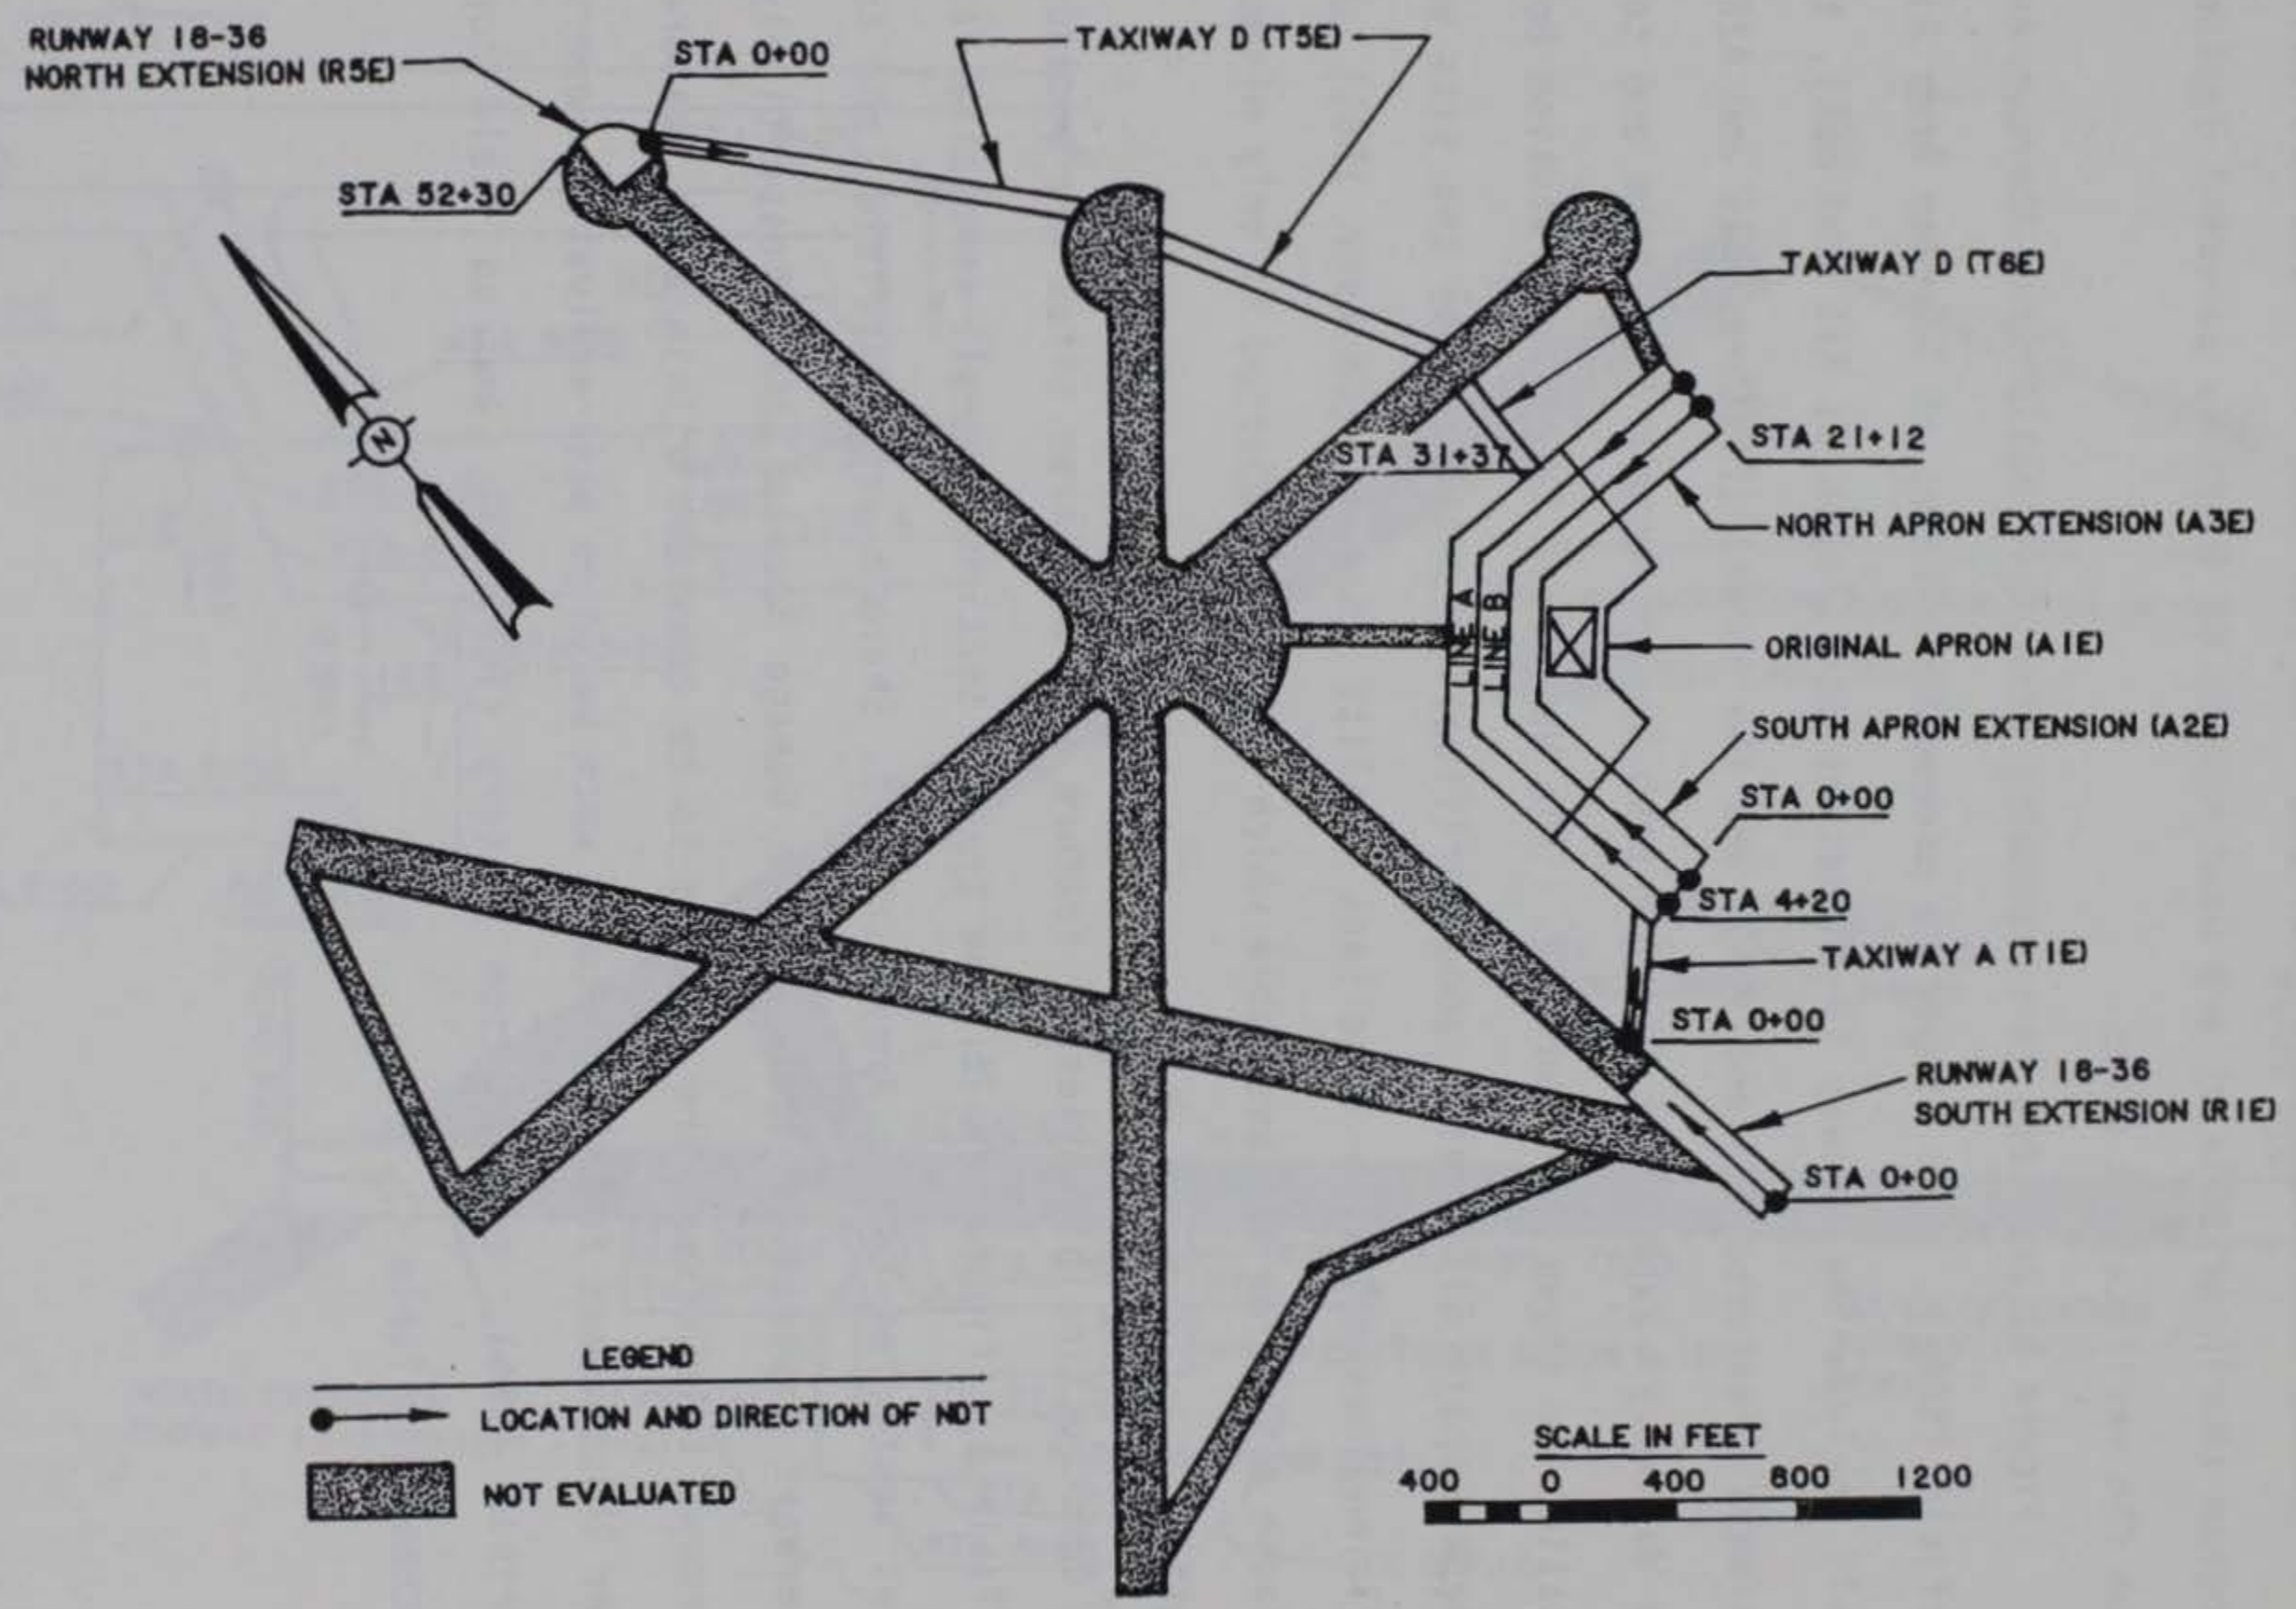 RUNWAY 18-36
NORTH EXTENSION (R5E)
STA 0+00
TAXIWAY D (T5E)
STA 52+30
TAXIWAY D (T6E)
STA 31+37
STA 21+12
NORTH APRON EXTENSION (A3E)
N
LINE A
LINE B
ORIGINAL APRON (A1E)
SOUTH APRON EXTENSION (A2E)
STA 0+00
STA 4+20
TAXIWAY A (T1E)
STA 0+00
RUNWAY 18-36
SOUTH EXTENSION (R1E)
STA 0+00
LEGEND
LOCATION AND DIRECTION OF NDT
NOT EVALUATED
SCALE IN FEET
400 0 400 800 1200